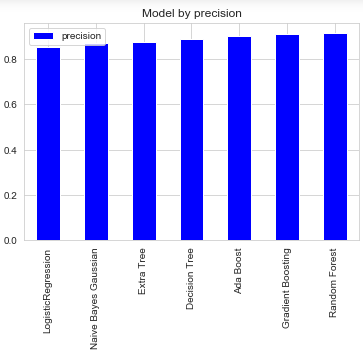 Model by precision
precision
0.8
0.6
0.4
0.2
0.0
LogisticRegression
Naive Bayes Gaussian
Extra Tree
Decision Tree
Ada Boost
Gradient Boosting
Random Forest